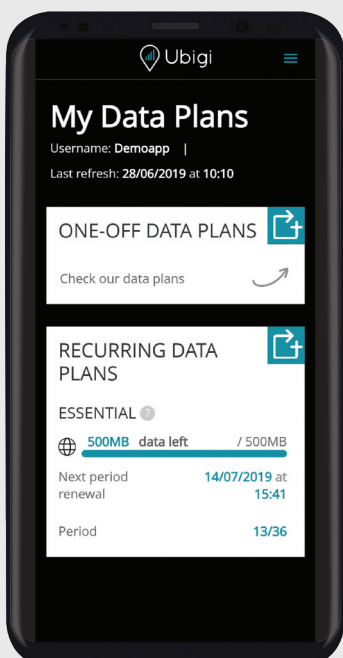 Ubigi
My Data Plans
Username: Demoapp |
Last refresh: 28/06/2019 at 10:10
ONE-OFF DATA PLANS
Check our data plans
RECURRING DATA
PLANS
ESSENTIAL ?
500MB data left / 500MB
Next period 14/07/2019 at
renewal 15:41
Period 13/36